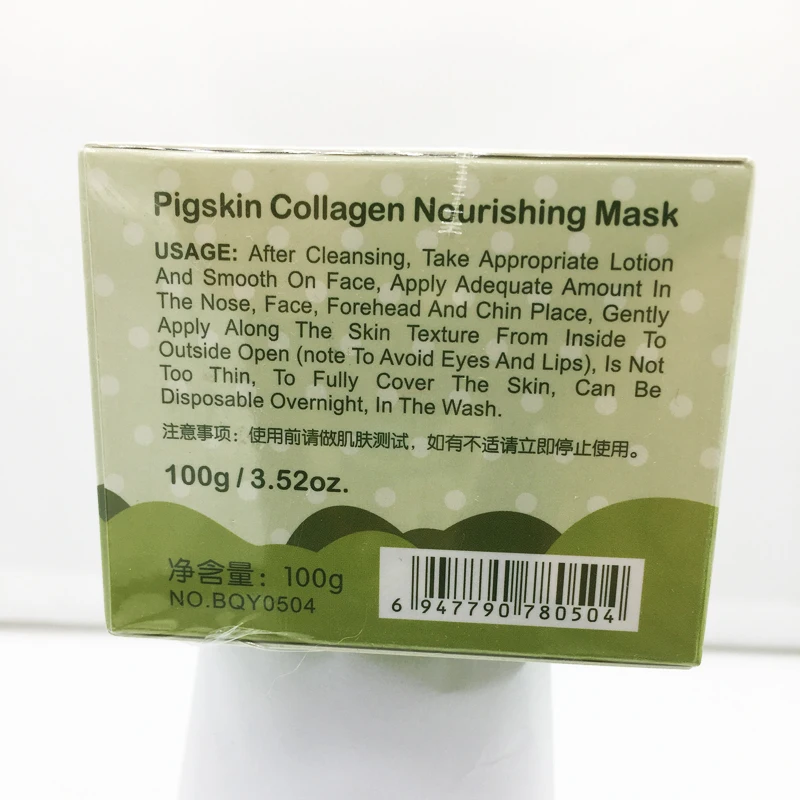 Pigskin Collagen Nourishing Mask
USAGE: After Cleansing, Take Appropriate Lotion
And Smooth On Face, Apply Adequate Amount In
The Nose, Face, Forehead And Chin Place, Gently
Apply Along The Skin Texture From Inside To
Outside Open (note To Avoid Eyes And Lips), Is Not
Too Thin, To Fully Cover The Skin, Can Be
Disposable Overnight, In The Wash.
注意事项：使用前请做肌肤测试，如有不适请立即停止使用。
100g / 3.52oz.
净含量：100g
NO.BQY0504
6 947790 780504